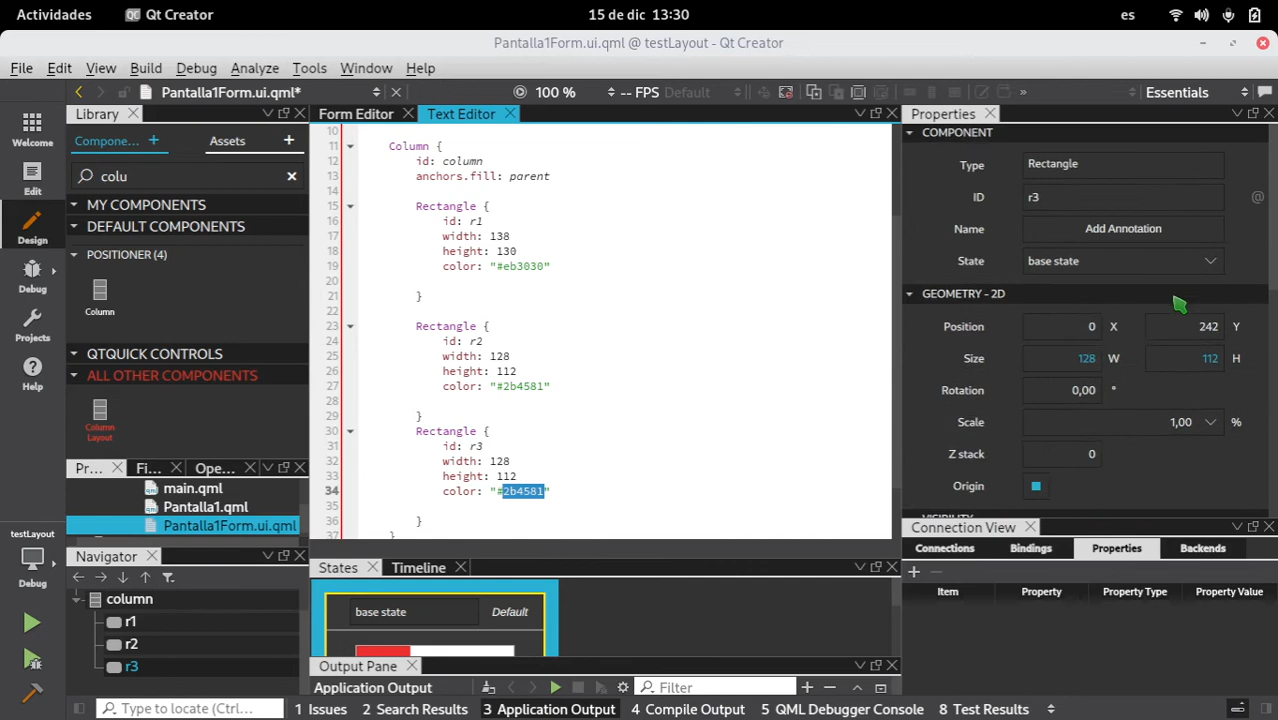 Actividades
Qt Creator
15 de dic 13:30
es
Pantalla1Form.ui.qml @ testLayout - Qt Creator
File Edit View Build Debug Analyze Tools Window Help
Pantalla1Form.ui.qml*
100 %
-- FPS Default
»
Essentials
Welcome
Edit
Design
Debug
Projects
Help
testLayout
Debug
Library
Compone... +
Assets +
colu
MY COMPONENTS
DEFAULT COMPONENTS
POSITIONER (4)
Column
QTQUICK CONTROLS
ALL OTHER COMPONENTS
Column
Layout
Pr... Fi... Ope...
main.qml
Pantalla1.qml
Pantalla1Form.ui.qml
Navigator
column
r1
r2
r3
Form Editor Text Editor
10
11 Column {
12 id: column
13 anchors.fill: parent
14
15 Rectangle {
16 id: r1
17 width: 138
18 height: 130
19 color: "#eb3030"
20
21 }
22
23 Rectangle {
24 id: r2
25 width: 128
26 height: 112
27 color: "#2b4581"
28
29 }
30 Rectangle {
31 id: r3
32 width: 128
33 height: 112
34 color: "#2b4581"
35
36 }
37 }
States Timeline
base state Default
Output Pane
Application Output
Filter
Properties
COMPONENT
Type Rectangle
ID r3 @
Name Add Annotation
State base state
GEOMETRY - 2D
Position 0 X 242 Y
Size 128 W 112 H
Rotation 0,00 °
Scale 1,00 %
Z stack 0
Origin
VISIBILITY
Connection View
Connections Bindings Properties Backends
Item Property Property Type Property Value
Type to locate (Ctrl...
1 Issues 2 Search Results 3 Application Output 4 Compile Output 5 QML Debugger Console 8 Test Results